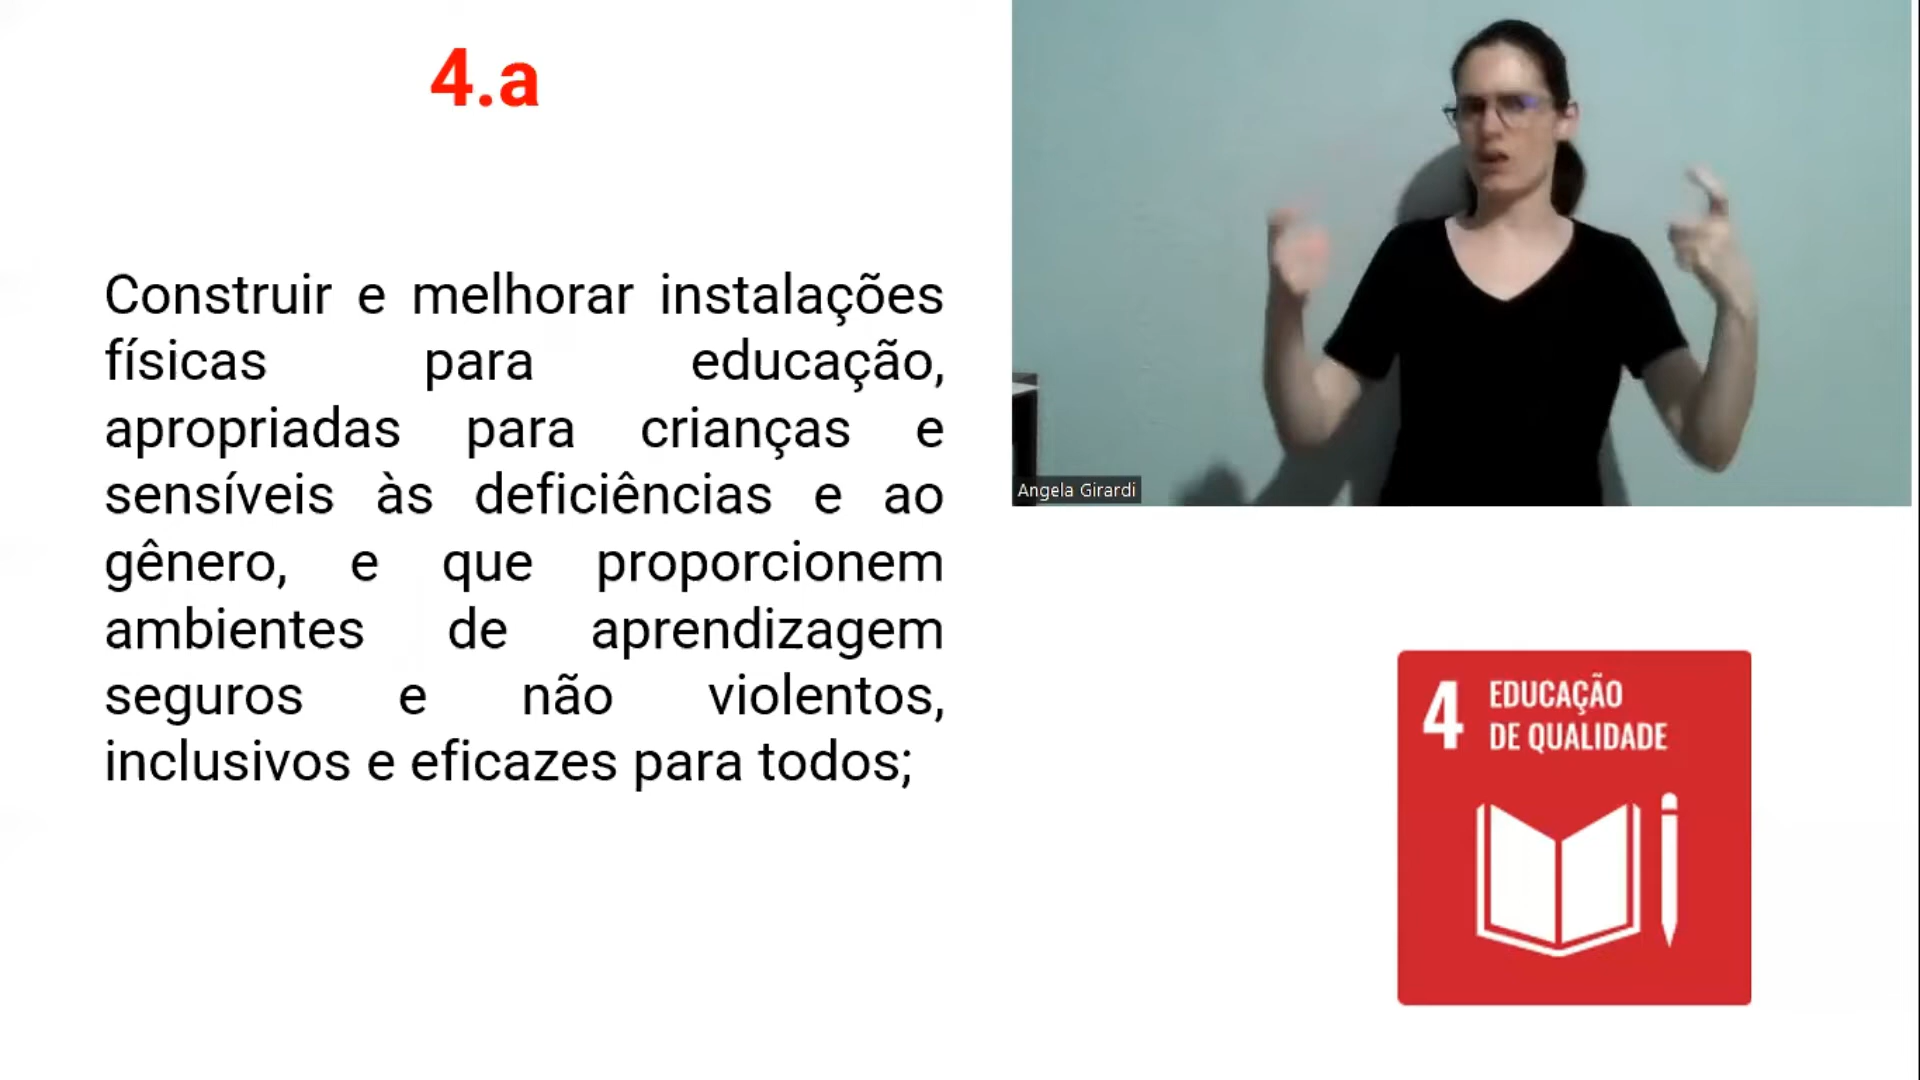 4.a
Construir e melhorar instalações
físicas para educação,
apropriadas para crianças e
sensíveis às deficiências e ao
gênero, e que proporcionem
ambientes de aprendizagem
seguros e não violentos,
inclusivos e eficazes para todos;
Angela Girardi
4 EDUCAÇÃO
DE QUALIDADE